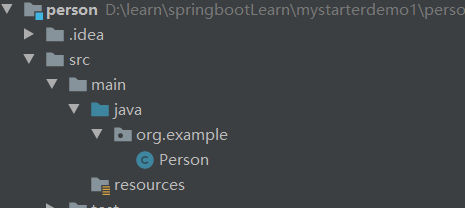 person D:\learn\springbootLearn\mystarterdemo1\perso
.idea
src
main
java
org.example
Person
resources